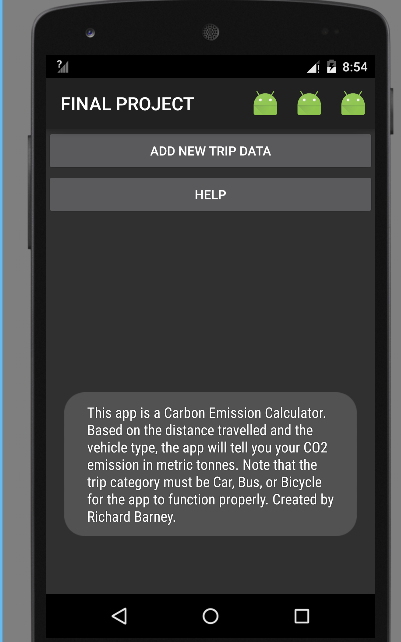 8:54
FINAL PROJECT
ADD NEW TRIP DATA
HELP
This app is a Carbon Emission Calculator.
Based on the distance travelled and the
vehicle type, the app will tell you your CO2
emission in metric tonnes. Note that the
trip category must be Car, Bus, or Bicycle
for the app to function properly. Created by
Richard Barney.